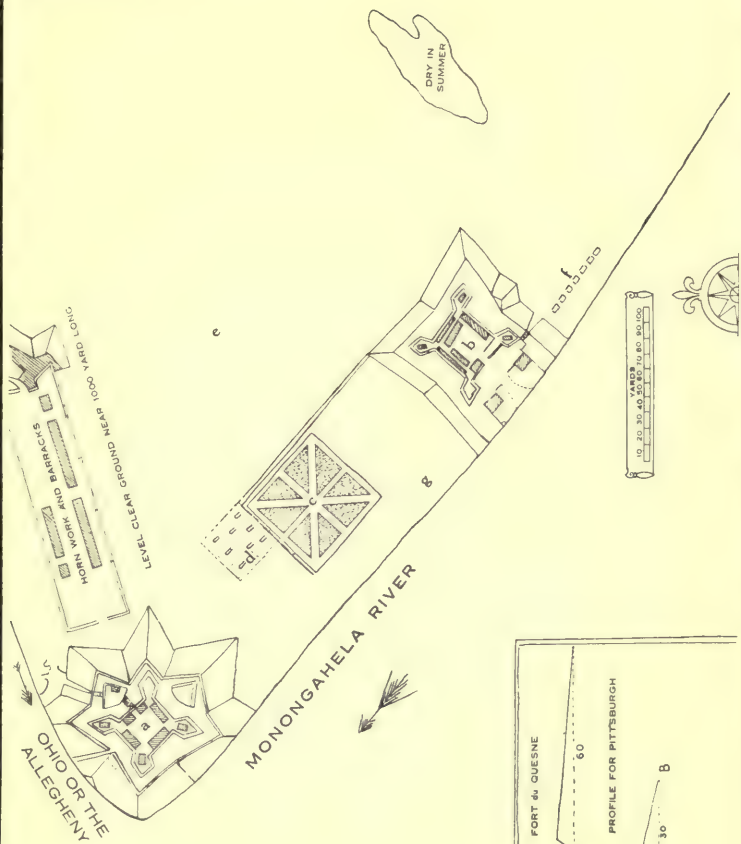 DRY IN
SUMMER
HORN WORK AND BARRACKS
LEVEL CLEAR GROUND NEAR 1000 YARD LONG
e
f
b
YARDS
10 20 30 40 50 60 70 80 90 100
c
g
d
a
OHIO OR THE
ALLEGHENY
MONONGAHELA RIVER
FORT du QUESNE
60
PROFILE FOR PITTSBURGH
B
30